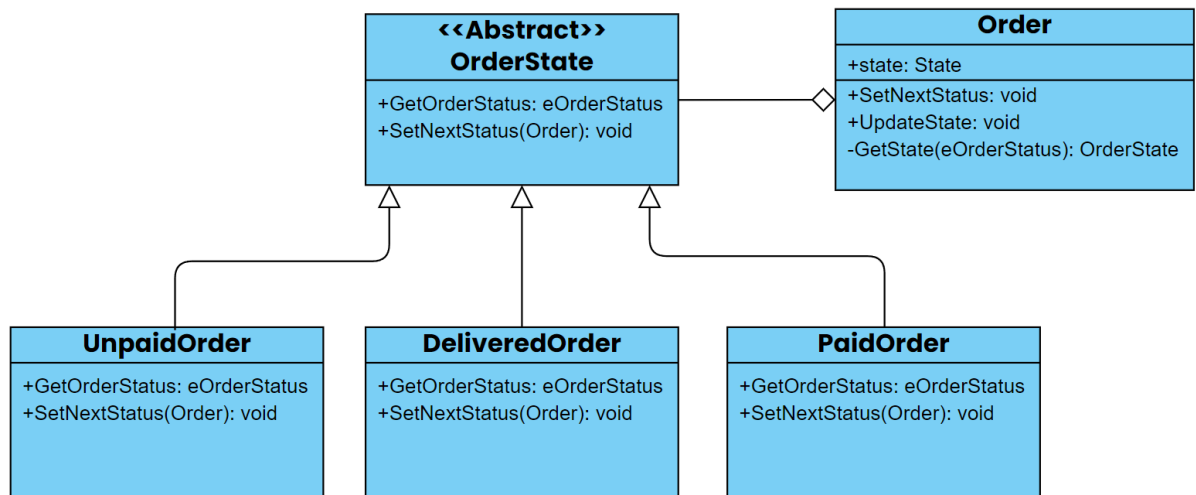 <<Abstract>>
OrderState
+GetOrderStatus: eOrderStatus
+SetNextStatus(Order): void
Order
+state: State
+SetNextStatus: void
+UpdateState: void
-GetState(eOrderStatus): OrderState
UnpaidOrder
+GetOrderStatus: eOrderStatus
+SetNextStatus(Order): void
DeliveredOrder
+GetOrderStatus: eOrderStatus
+SetNextStatus(Order): void
PaidOrder
+GetOrderStatus: eOrderStatus
+SetNextStatus(Order): void